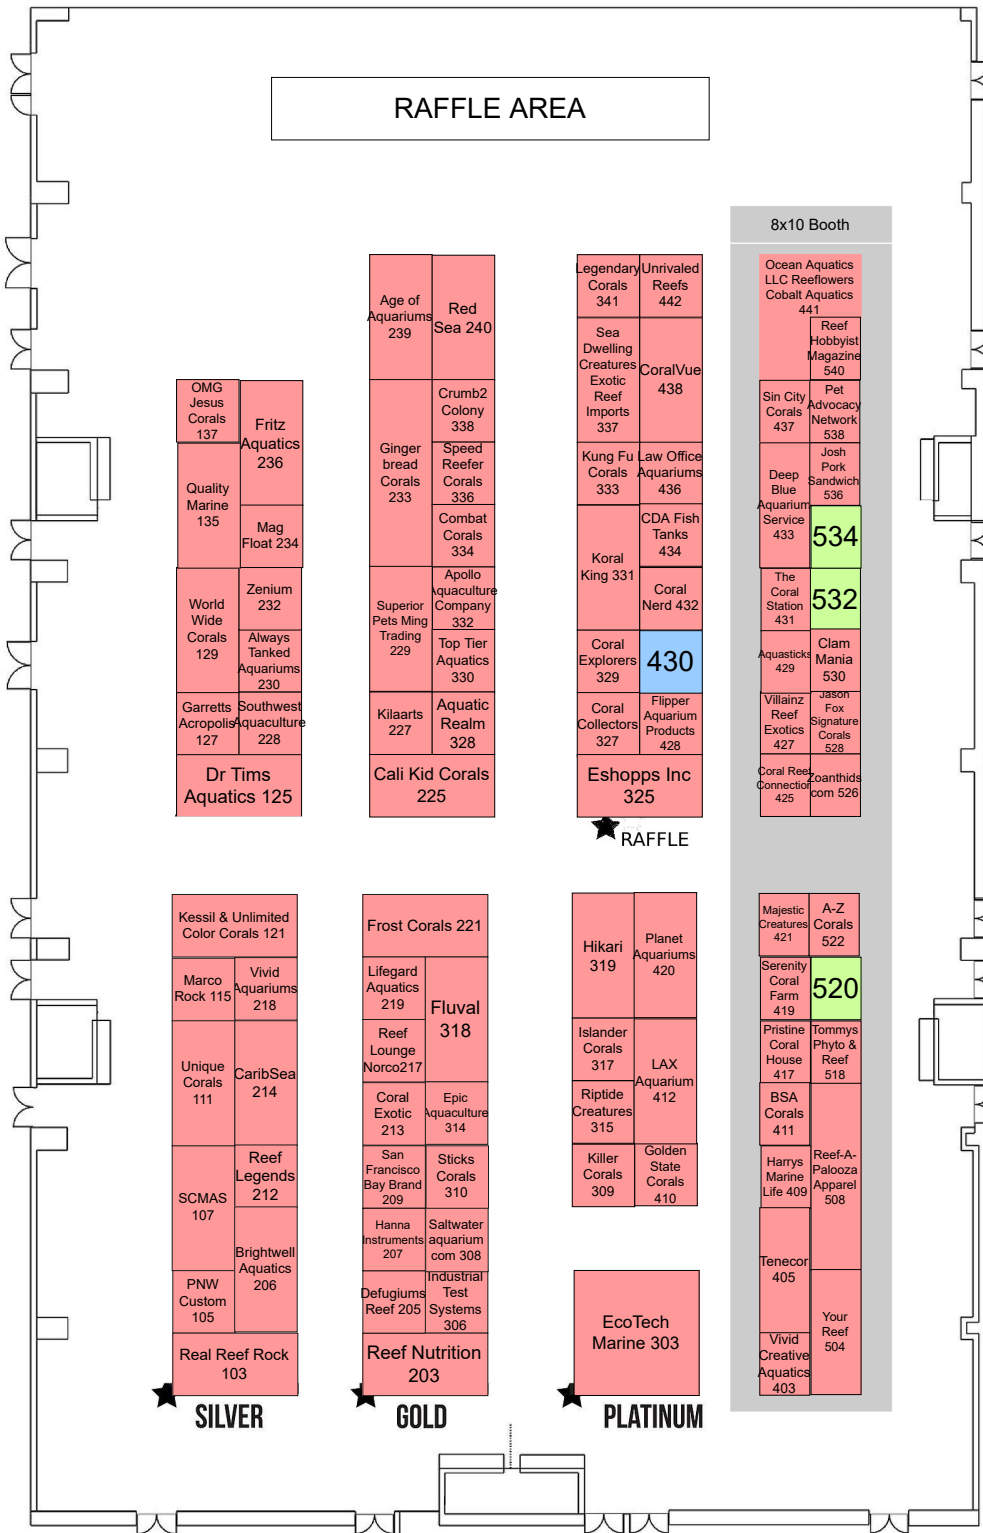 RAFFLE AREA
8x10 Booth
OMG
Jesus
Corals
137
Fritz
Aquatics
236
Quality
Marine
135
Mag
Float 234
World
Wide
Corals
129
Zenium
232
Always
Tanked
Aquariums
230
Garretts
Acropolis
127
Southwest
Aquaculture
228
Dr Tims
Aquatics 125
Age of
Aquariums
239
Red
Sea 240
Ginger
bread
Corals
233
Crumb2
Colony
338
Speed
Reefer
Corals
336
Combat
Corals
334
Superior
Pets Ming
Trading
229
Apollo
Aquaculture
Company
332
Top Tier
Aquatics
330
Kilaarts
227
Aquatic
Realm
328
Cali Kid Corals
225
Legendary
Corals
341
Unrivaled
Reefs
442
Sea
Dwelling
Creatures
Exotic
Reef
Imports
337
CoralVue
438
Kung Fu
Corals
333
Law Office
Aquariums
436
Koral
King 331
CDA Fish
Tanks
434
Coral
Nerd 432
Coral
Explorers
329
430
Coral
Collectors
327
Flipper
Aquarium
Products
428
Eshopps Inc
325
RAFFLE
Ocean Aquatics
LLC Reeflowers
Cobalt Aquatics
441
Reef
Hobbyist
Magazine
540
Sin City
Corals
437
Pet
Advocacy
Network
538
Deep
Blue
Aquarium
Service
433
Josh
Pork
Sandwich
536
534
The
Coral
Station
431
532
Aquasticks
429
Clam
Mania
530
Villainz
Reef
Exotics
427
Jason
Fox
Signature
Corals
528
Coral Reef
Connection
425
Zoanthids
com 526
Kessil & Unlimited
Color Corals 121
Marco
Rock 115
Vivid
Aquariums
218
Unique
Corals
111
CaribSea
214
SCMAS
107
Reef
Legends
212
Brightwell
Aquatics
206
PNW
Custom
105
Real Reef Rock
103
SILVER
Frost Corals 221
Lifegard
Aquatics
219
Fluval
318
Reef
Lounge
Norco217
Coral
Exotic
213
Epic
Aquaculture
314
San
Francisco
Bay Brand
209
Sticks
Corals
310
Hanna
Instruments
207
Saltwater
aquarium
com 308
Defugiums
Reef 205
Industrial
Test
Systems
306
Reef Nutrition
203
GOLD
Hikari
319
Planet
Aquariums
420
Islander
Corals
317
LAX
Aquarium
412
Riptide
Creatures
315
Killer
Corals
309
Golden
State
Corals
410
EcoTech
Marine 303
PLATINUM
Majestic
Creatures
421
A-Z
Corals
522
Serenity
Coral
Farm
419
520
Pristine
Coral
House
417
Tommys
Phyto &
Reef
518
BSA
Corals
411
Reef-A-
Palooza
Apparel
508
Harrys
Marine
Life 409
Tenecor
405
Your
Reef
504
Vivid
Creative
Aquatics
403